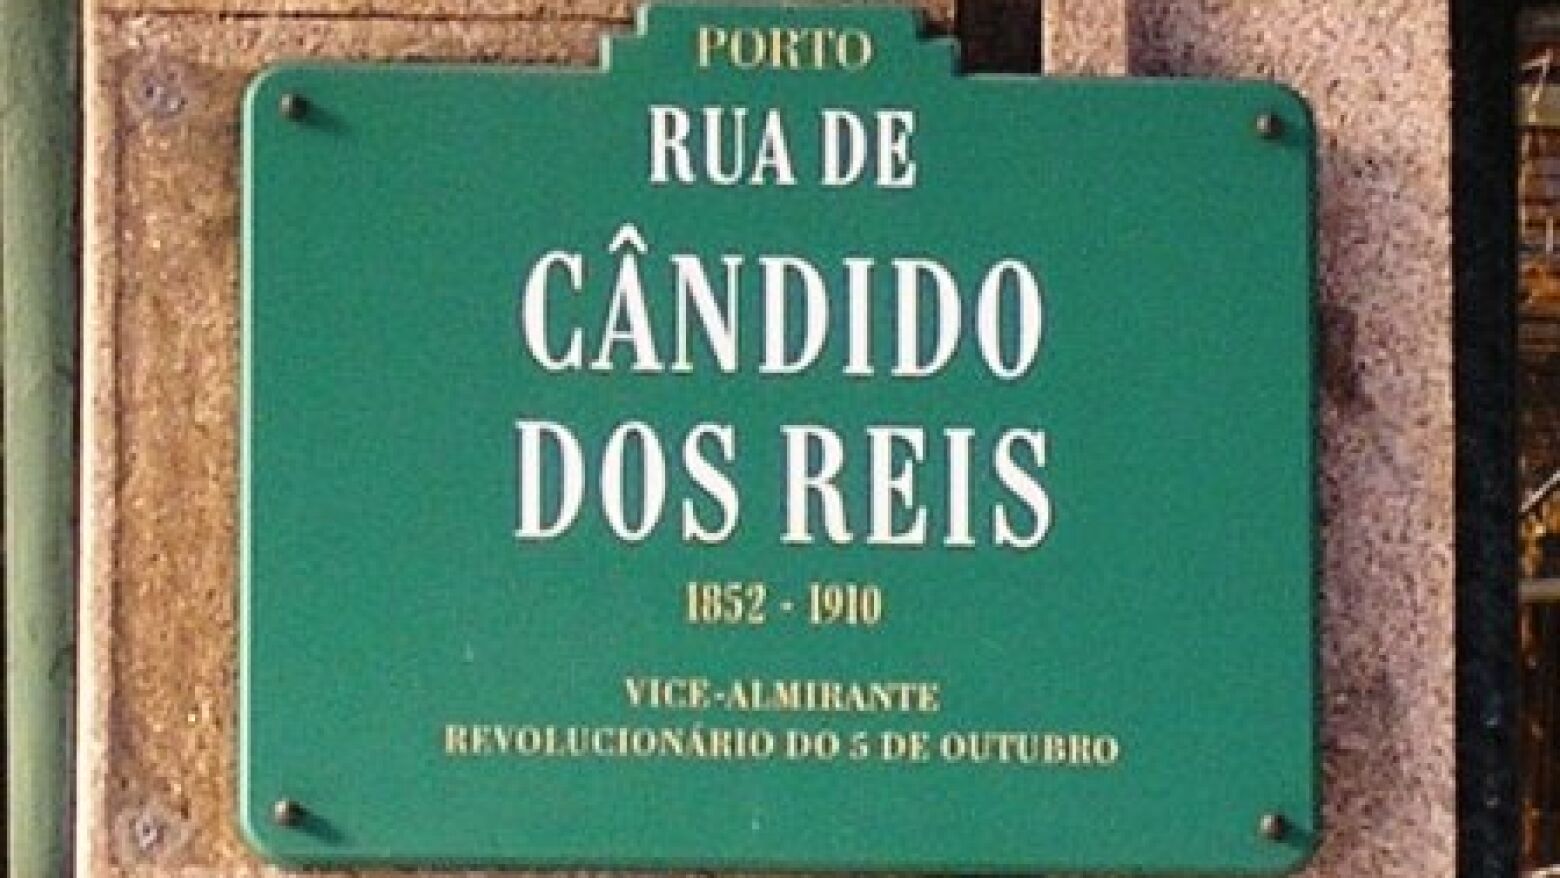 PORTO
RUA DE
CÂNDIDO
DOS REIS
1852 - 1910
VICE-ALMIRANTE
REVOLUCIONÁRIO DO 5 DE OUTUBRO